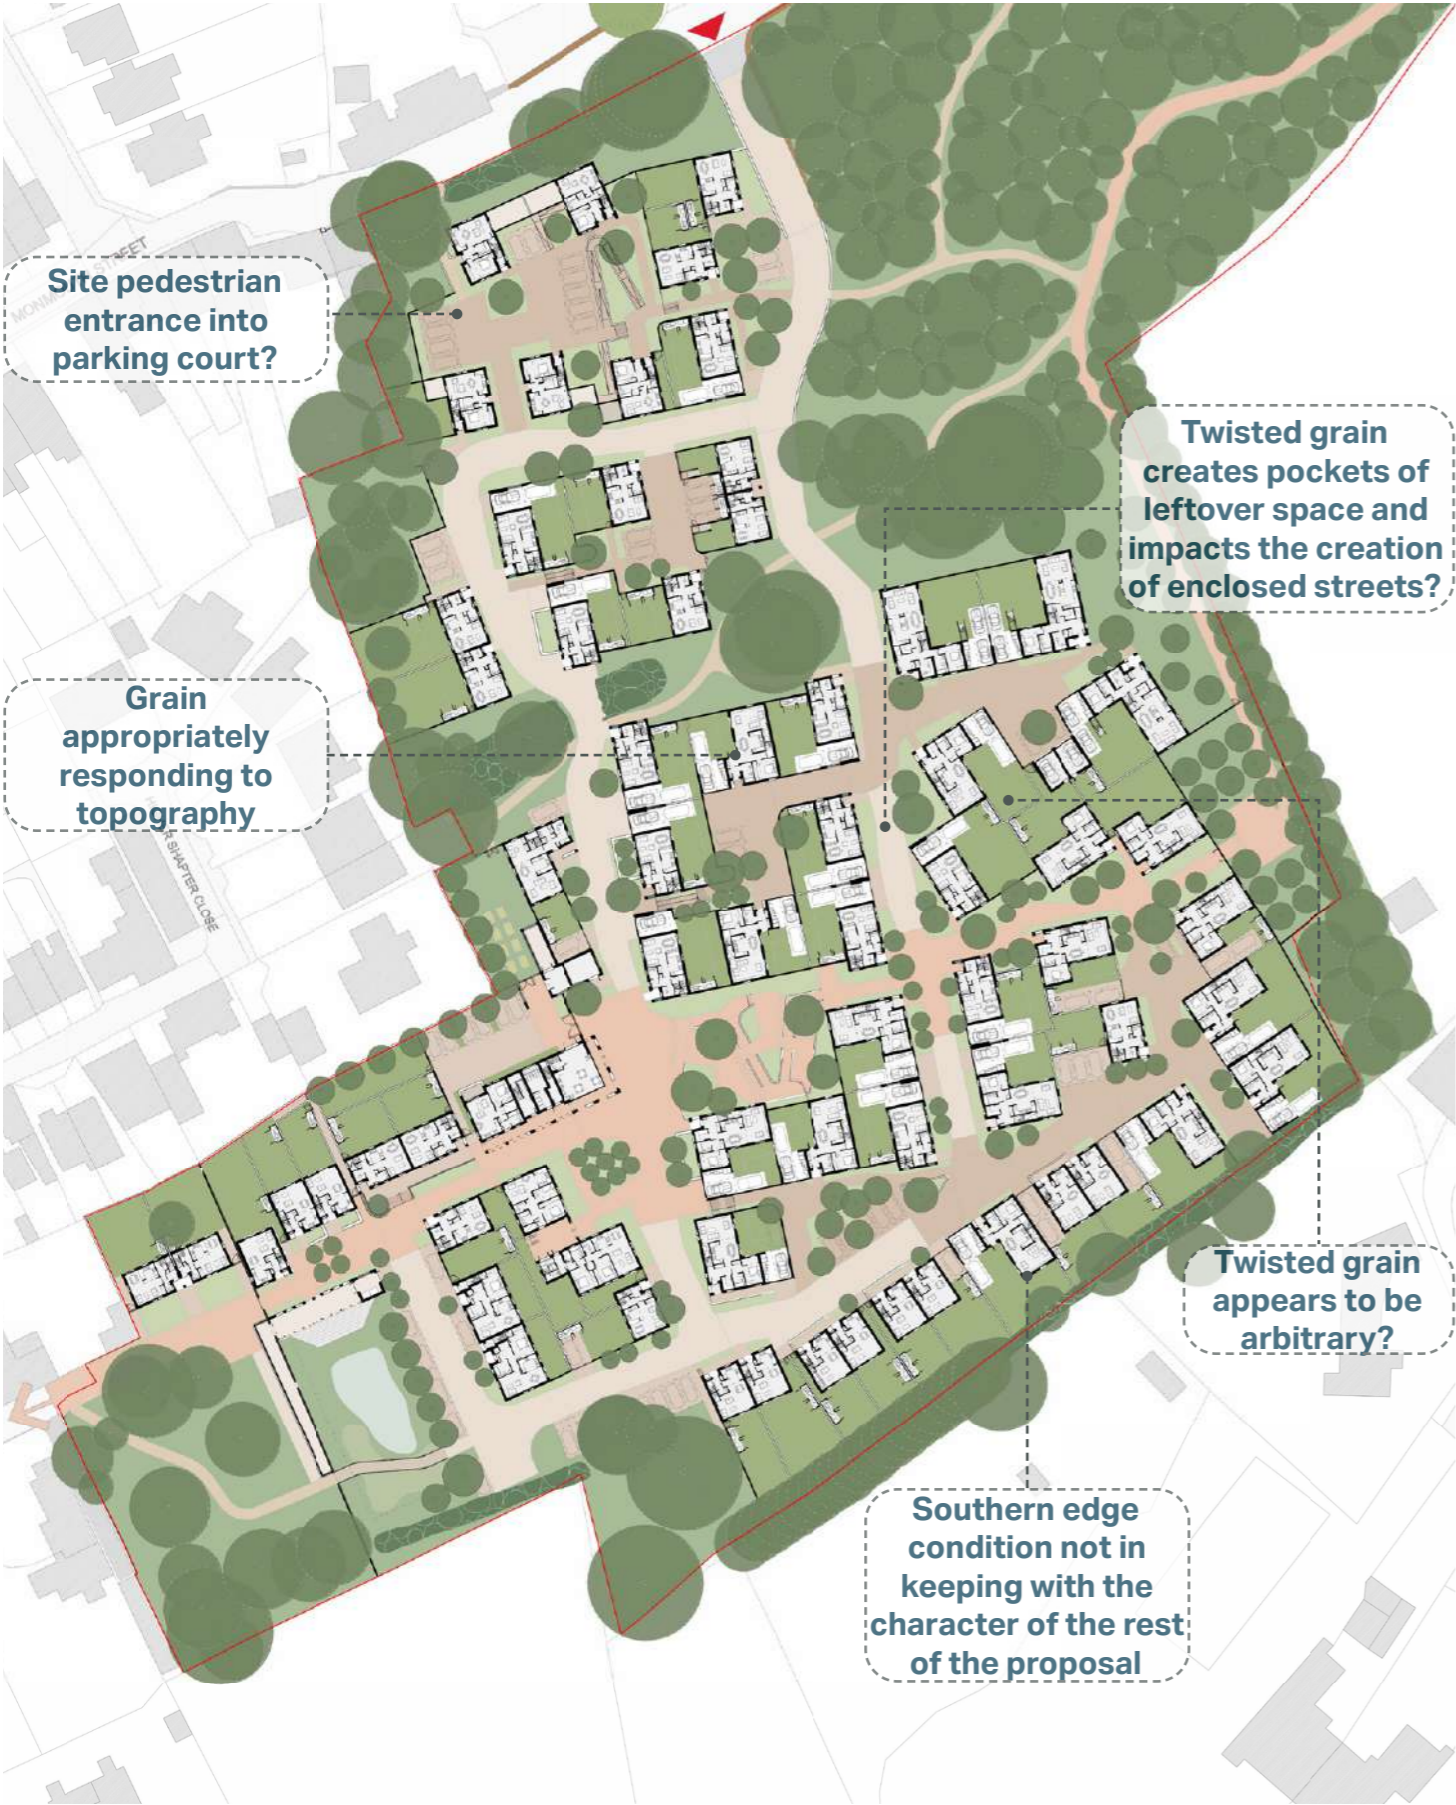 Site pedestrian
entrance into
parking court?
Twisted grain
creates pockets of
leftover space and
impacts the creation
of enclosed streets?
Grain
appropriately
responding to
topography
SHAPTER CLOSE
Twisted grain
appears to be
arbitrary?
Southern edge
condition not in
keeping with the
character of the rest
of the proposal